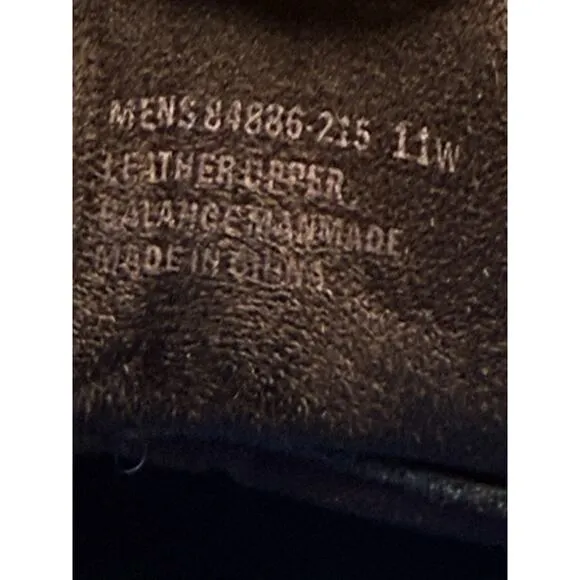 MENS 84886-215 11W
LEATHER UPPER
BALANCE MANMADE
MADE IN CHINA